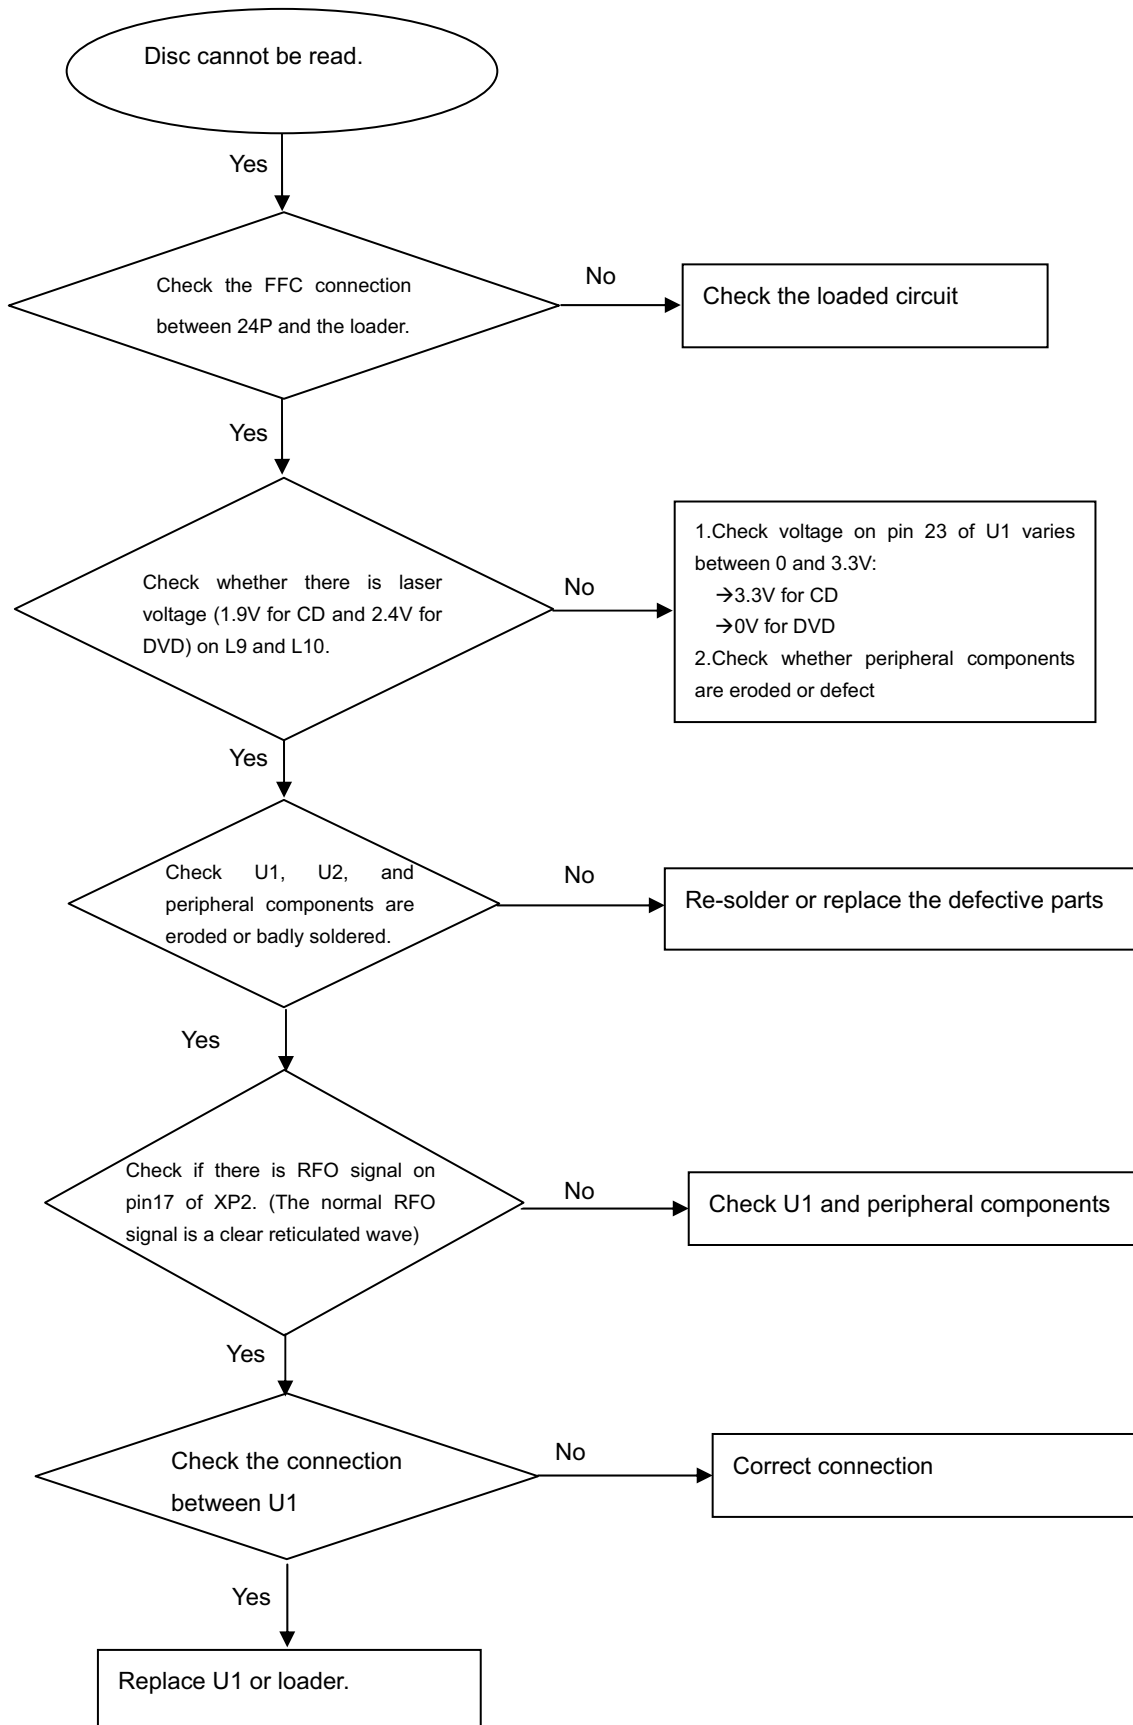 Disc cannot be read.
Yes
Check the FFC connection
between 24P and the loader.
No
Check the loaded circuit
Yes
Check whether there is laser
voltage (1.9V for CD and 2.4V for
DVD) on L9 and L10.
No
1.Check voltage on pin 23 of U1 varies
between 0 and 3.3V:
→3.3V for CD
→0V for DVD
2.Check whether peripheral components
are eroded or defect
Yes
Check U1, U2, and
peripheral components are
eroded or badly soldered.
No
Re-solder or replace the defective parts
Yes
Check if there is RFO signal on
pin17 of XP2. (The normal RFO
signal is a clear reticulated wave)
No
Check U1 and peripheral components
Yes
Check the connection
between U1
No
Correct connection
Yes
Replace U1 or loader.